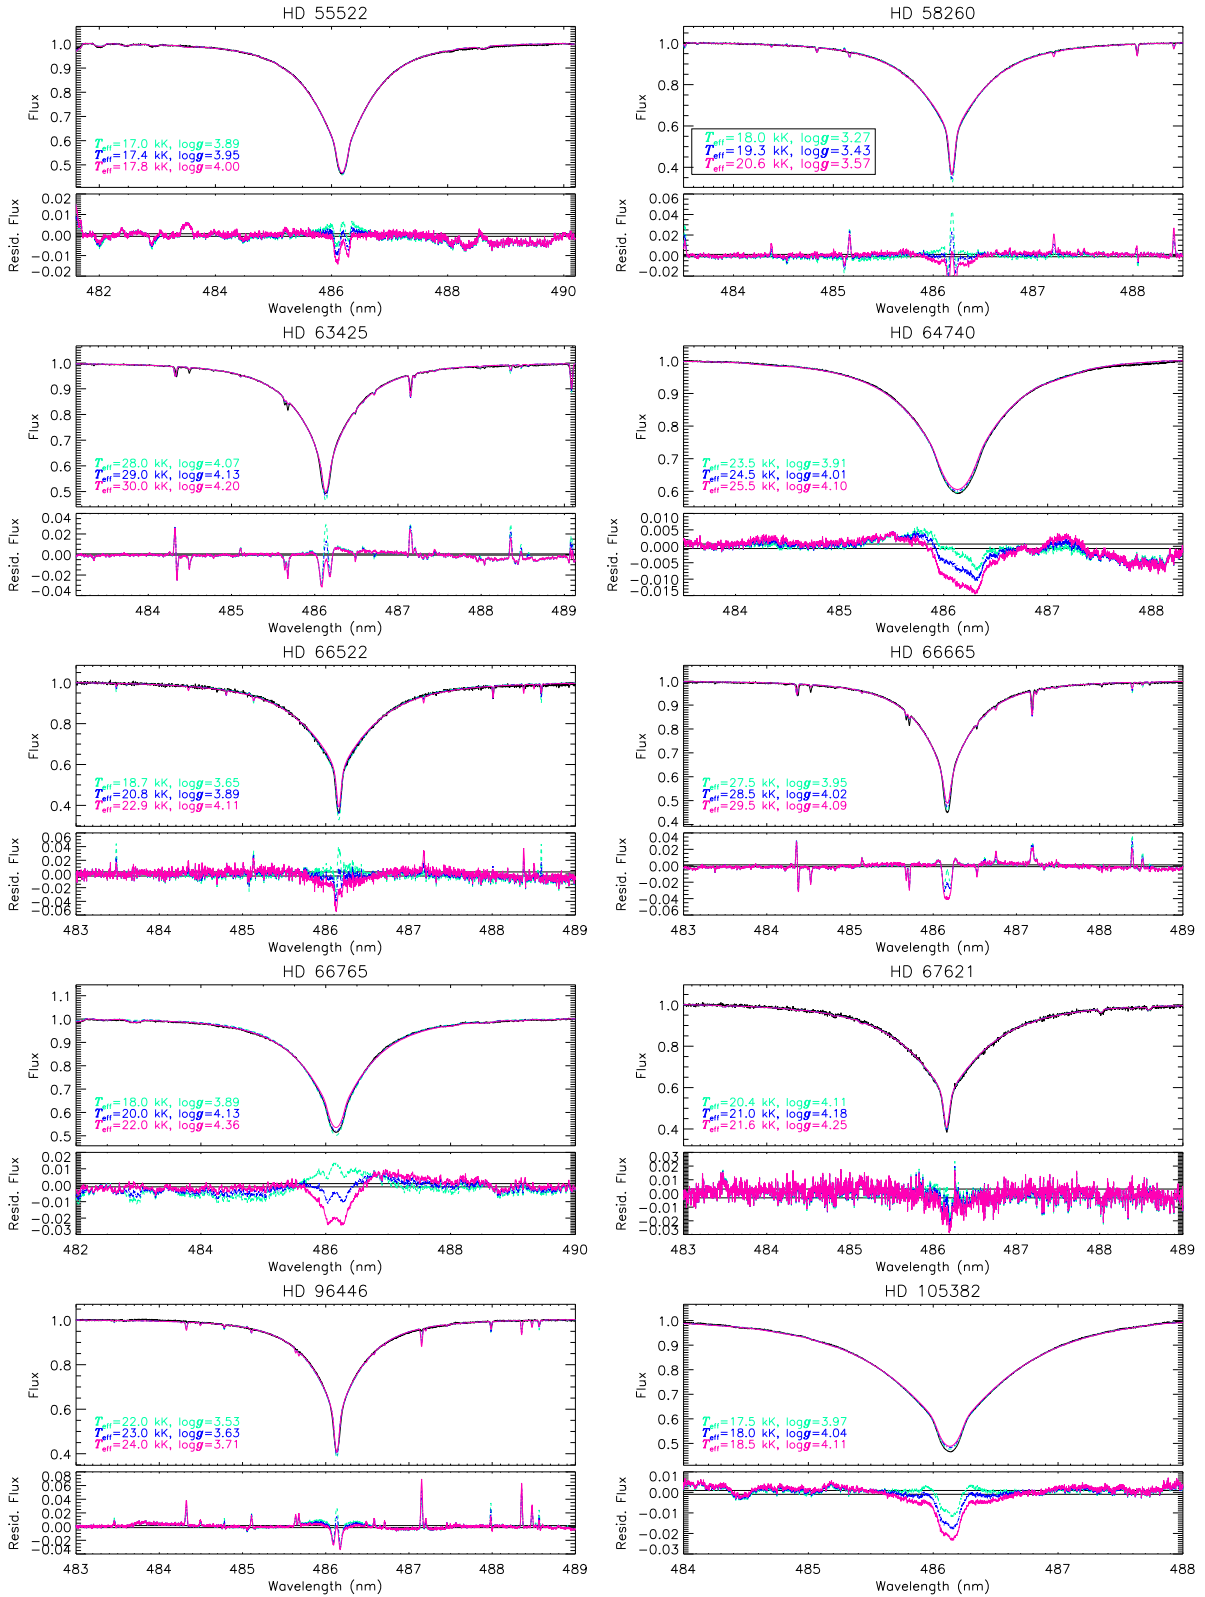 HD 55522
Flux
1.0
0.9
0.8
0.7
0.6
0.5
Teff=17.0 kK, logg=3.89
Teff=17.4 kK, logg=3.95
Teff=17.8 kK, logg=4.00
Resid. Flux
0.02
0.01
0.00
−0.01
−0.02
482 484 486 488 490
Wavelength (nm)
HD 58260
Flux
1.0
0.8
0.6
0.4
Teff=18.0 kK, logg=3.27
Teff=19.3 kK, logg=3.43
Teff=20.6 kK, logg=3.57
Resid. Flux
0.06
0.04
0.02
0.00
−0.02
484 485 486 487 488
Wavelength (nm)
HD 63425
Flux
1.0
0.9
0.8
0.7
0.6
0.5
Teff=28.0 kK, logg=4.07
Teff=29.0 kK, logg=4.13
Teff=30.0 kK, logg=4.20
Resid. Flux
0.04
0.02
0.00
−0.02
−0.04
484 485 486 487 488 489
Wavelength (nm)
HD 64740
Flux
1.0
0.9
0.8
0.7
0.6
Teff=23.5 kK, logg=3.91
Teff=24.5 kK, logg=4.01
Teff=25.5 kK, logg=4.10
Resid. Flux
0.010
0.005
0.000
−0.005
−0.010
−0.015
484 485 486 487 488
Wavelength (nm)
HD 66522
Flux
1.0
0.8
0.6
0.4
Teff=18.7 kK, logg=3.65
Teff=20.8 kK, logg=3.89
Teff=22.9 kK, logg=4.11
Resid. Flux
0.06
0.04
0.02
0.00
−0.02
−0.04
−0.06
483 484 485 486 487 488 489
Wavelength (nm)
HD 66665
Flux
1.0
0.9
0.8
0.7
0.6
0.5
0.4
Teff=27.5 kK, logg=3.95
Teff=28.5 kK, logg=4.02
Teff=29.5 kK, logg=4.09
Resid. Flux
0.04
0.02
0.00
−0.02
−0.04
−0.06
483 484 485 486 487 488 489
Wavelength (nm)
HD 66765
Flux
1.1
1.0
0.9
0.8
0.7
0.6
0.5
Teff=18.0 kK, logg=3.89
Teff=20.0 kK, logg=4.13
Teff=22.0 kK, logg=4.36
Resid. Flux
0.02
0.01
0.00
−0.01
−0.02
−0.03
482 484 486 488 490
Wavelength (nm)
HD 67621
Flux
1.0
0.8
0.6
0.4
Teff=20.4 kK, logg=4.11
Teff=21.0 kK, logg=4.18
Teff=21.6 kK, logg=4.25
Resid. Flux
0.03
0.02
0.01
0.00
−0.01
−0.02
−0.03
483 484 485 486 487 488 489
Wavelength (nm)
HD 96446
Flux
1.0
0.8
0.6
0.4
Teff=22.0 kK, logg=3.53
Teff=23.0 kK, logg=3.63
Teff=24.0 kK, logg=3.71
Resid. Flux
0.08
0.06
0.04
0.02
0.00
−0.02
−0.04
483 484 485 486 487 488 489
Wavelength (nm)
HD 105382
Flux
1.0
0.9
0.8
0.7
0.6
0.5
Teff=17.5 kK, logg=3.97
Teff=18.0 kK, logg=4.04
Teff=18.5 kK, logg=4.11
Resid. Flux
0.01
0.00
−0.01
−0.02
−0.03
484 485 486 487 488
Wavelength (nm)